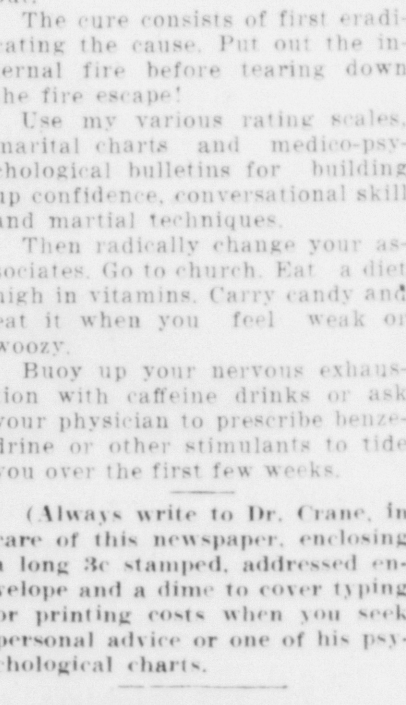 The cure consists of first eradi-
ating the cause. Put out the in-
ernal fire before tearing down
he fire escape!
Use my various rating scales,
marital charts and medico-psy-
hological bulletins for building
up confidence, conversational skill
and martial techniques.
Then radically change your as-
sociates. Go to church. Eat a diet
high in vitamins. Carry candy and
eat it when you feel weak or
woozy.
Buoy up your nervous exhaus-
tion with caffeine drinks or ask
your physician to prescribe benze-
drine or other stimulants to tide
you over the first few weeks.
(Always write to Dr. Crane, in
care of this newspaper, enclosing
a long 3c stamped, addressed en-
velope and a dime to cover typing
or printing costs when you seek
personal advice or one of his psy-
chological charts.